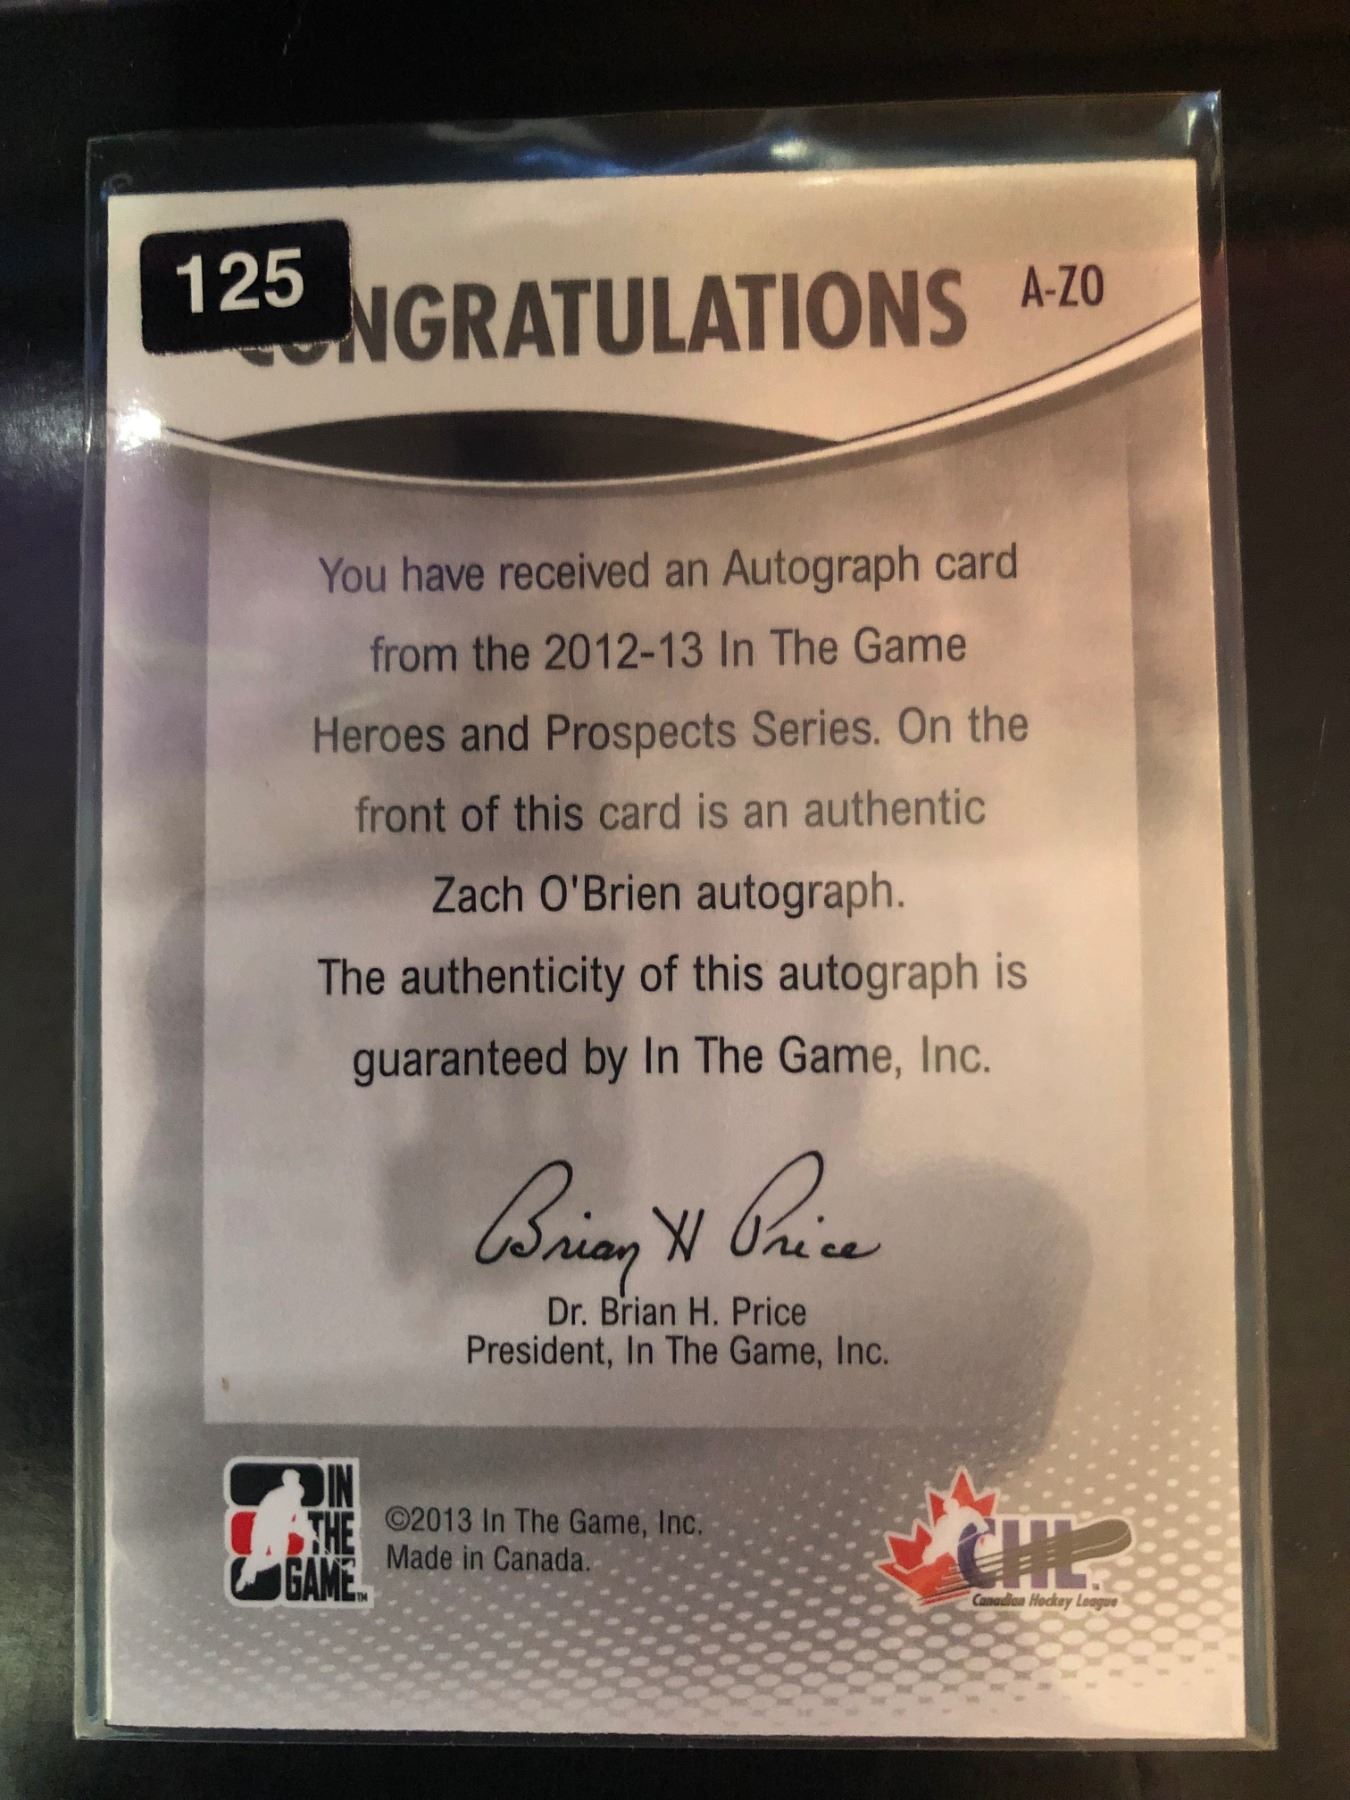 125
CONGRATULATIONS
A-ZO
You have received an Autograph card
from the 2012-13 In The Game
Heroes and Prospects Series. On the
front of this card is an authentic
Zach O'Brien autograph.
The authenticity of this autograph is
guaranteed by In The Game, Inc.
Brian H Price
Dr. Brian H. Price
President, In The Game, Inc.
IN
THE
GAME™
©2013 In The Game, Inc.
Made in Canada.
CHL™
Canadian Hockey League